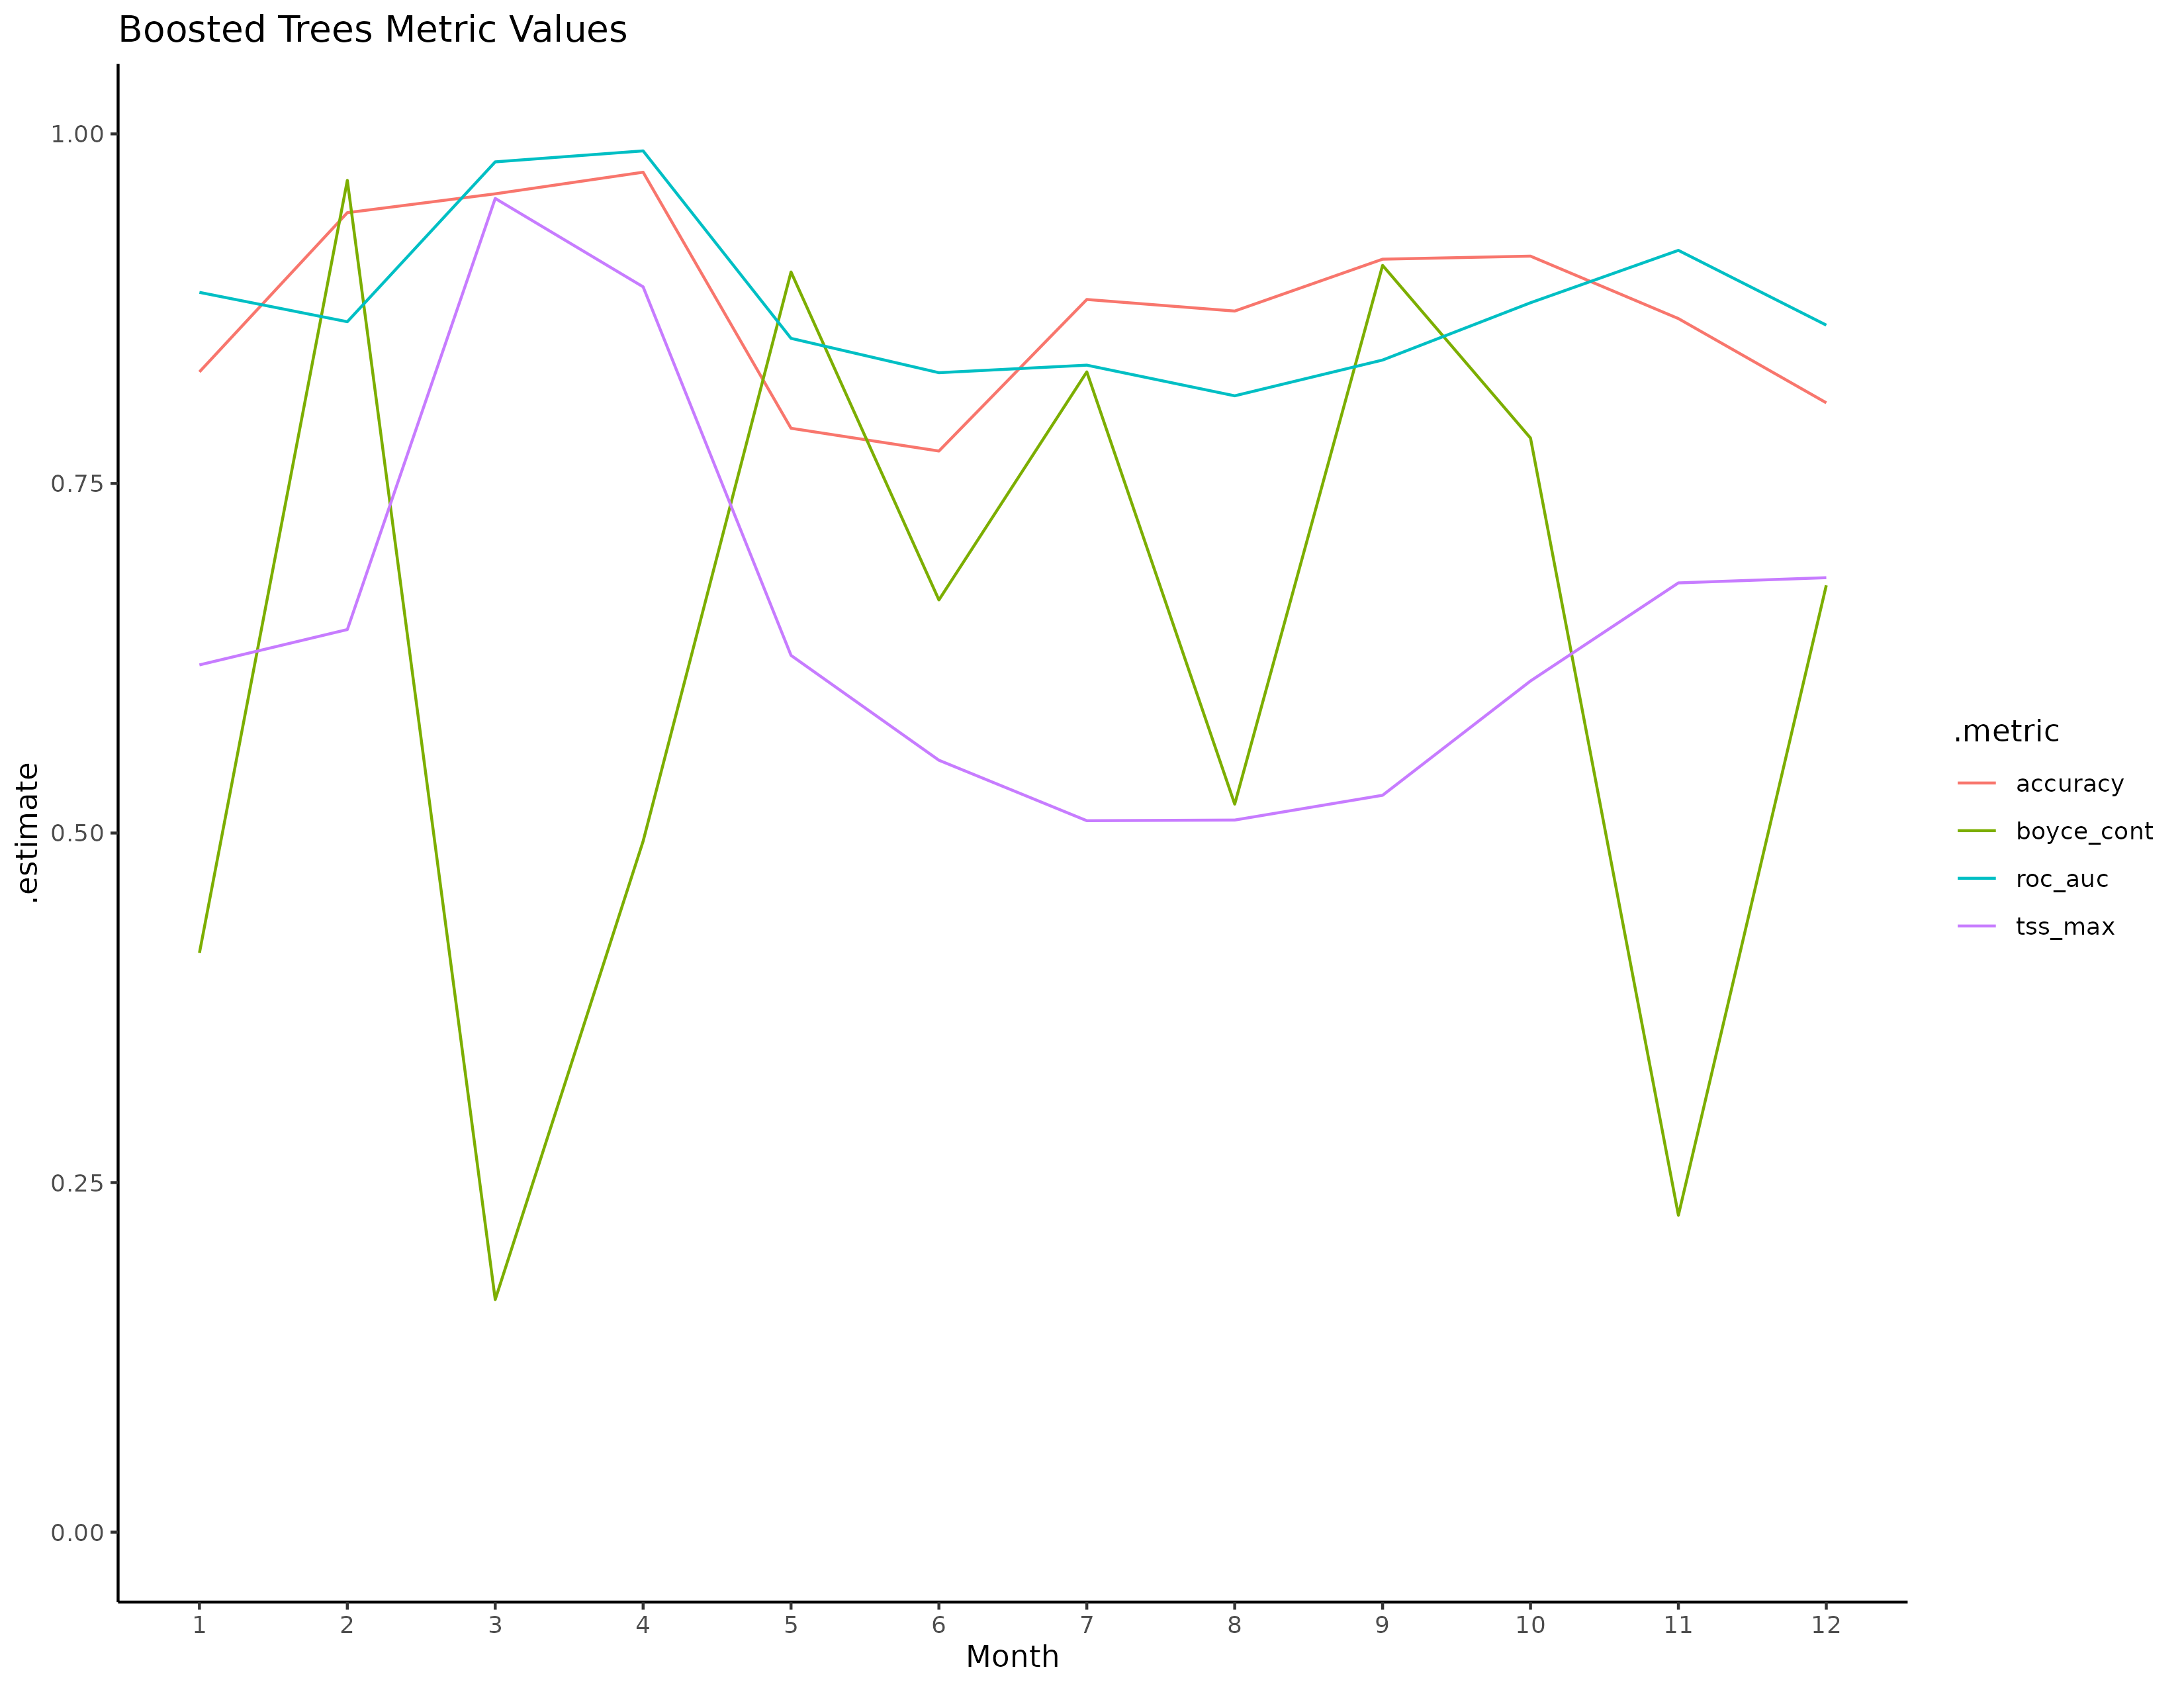 Boosted Trees Metric Values
1.00
0.75
0.50
0.25
0.00
.estimate
1 2 3 4 5 6 7 8 9 10 11 12
Month
.metric
accuracy
boyce_cont
roc_auc
tss_max